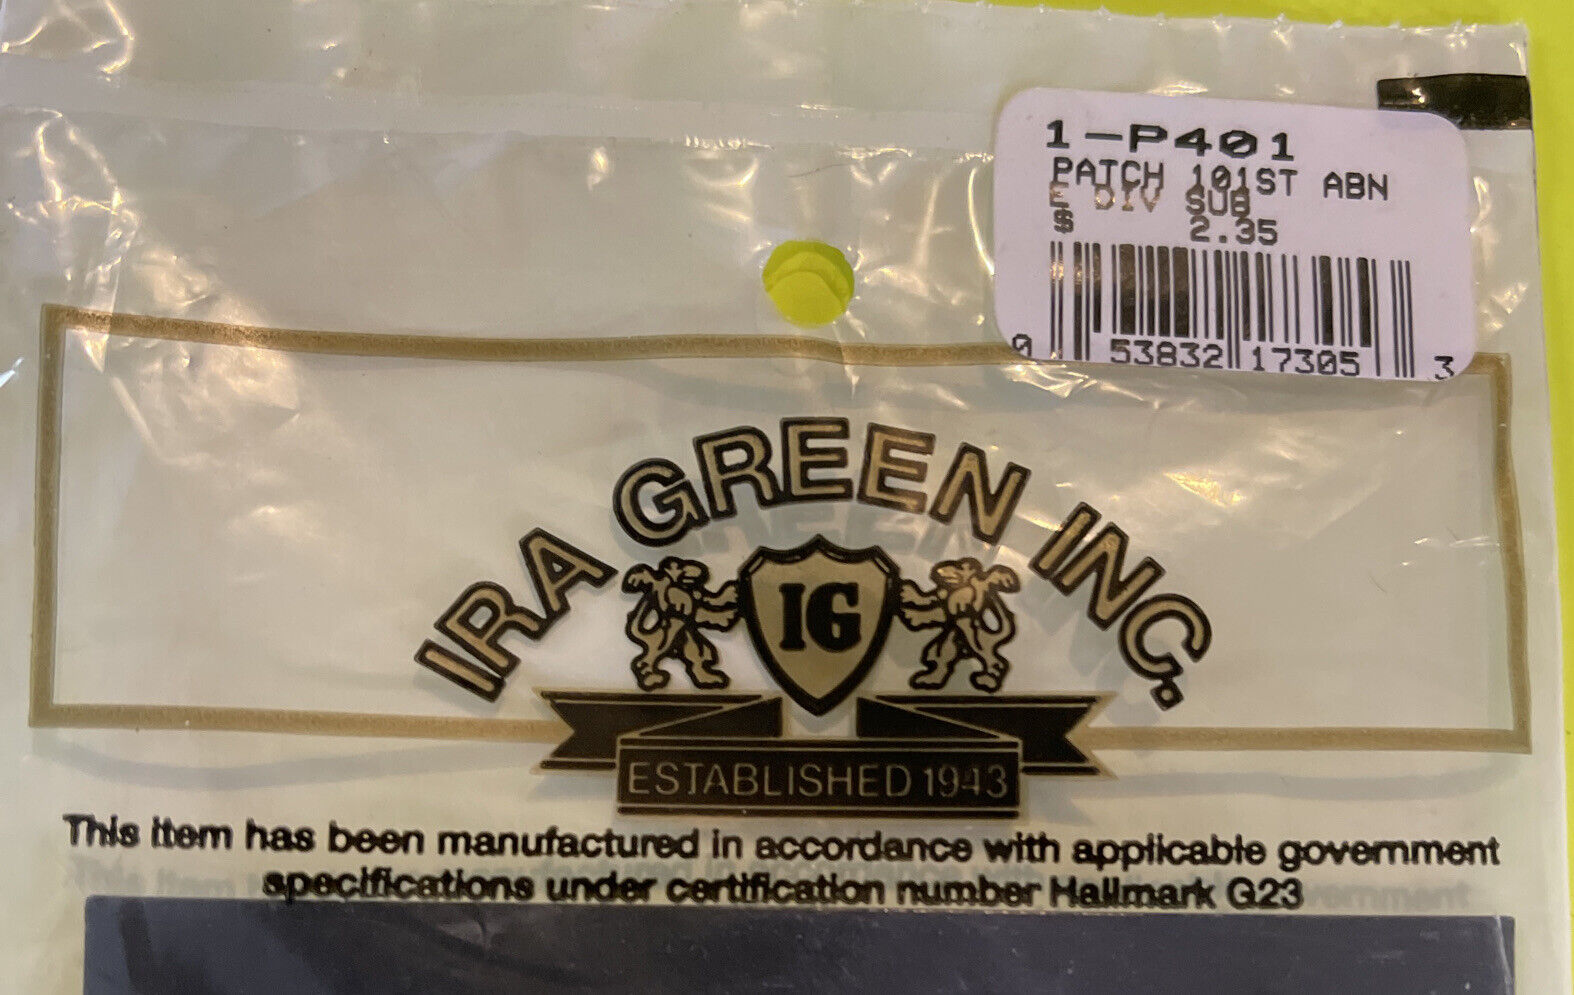 1-P401
PATCH 101ST ABN
E DIV SUB
$ 2.35
0 53832 17305 3
IRA GREEN INC.
IG
ESTABLISHED 1943
This item has been manufactured in accordance with applicable government
specifications under certification number Hallmark G23